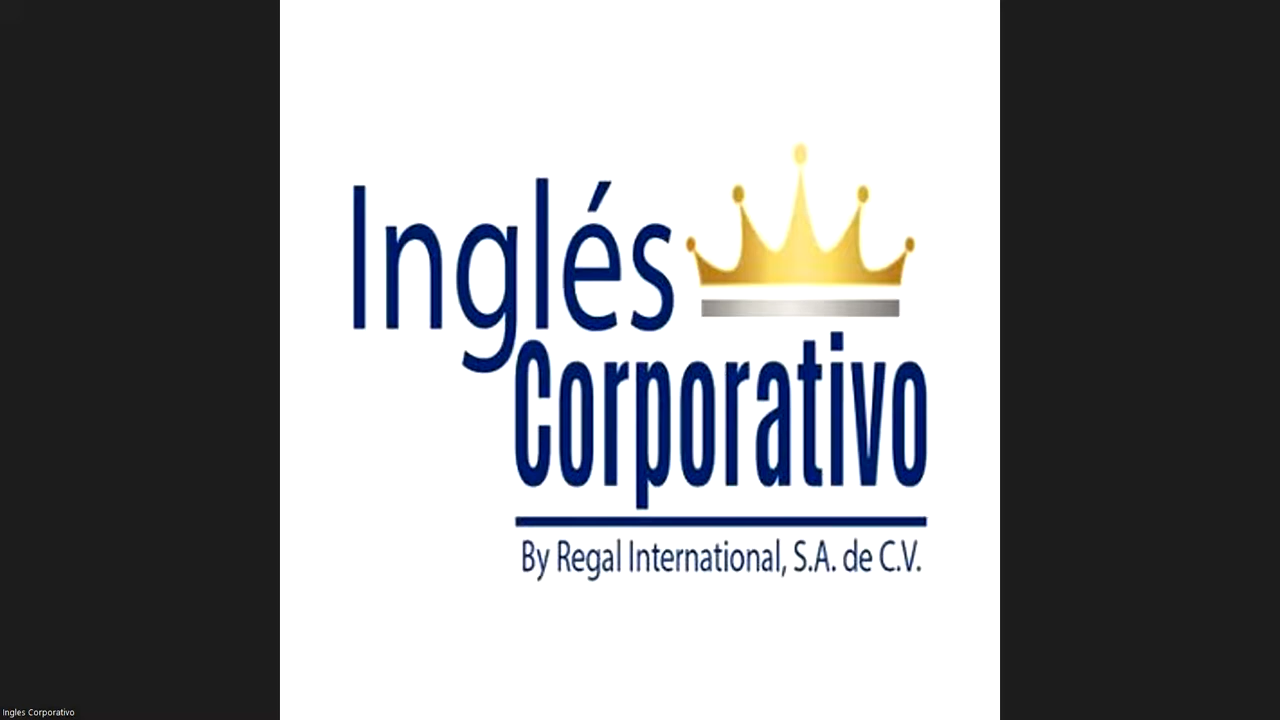 Inglés
Corporativo
By Regal International, S.A. de C.V.
Ingles Corporativo